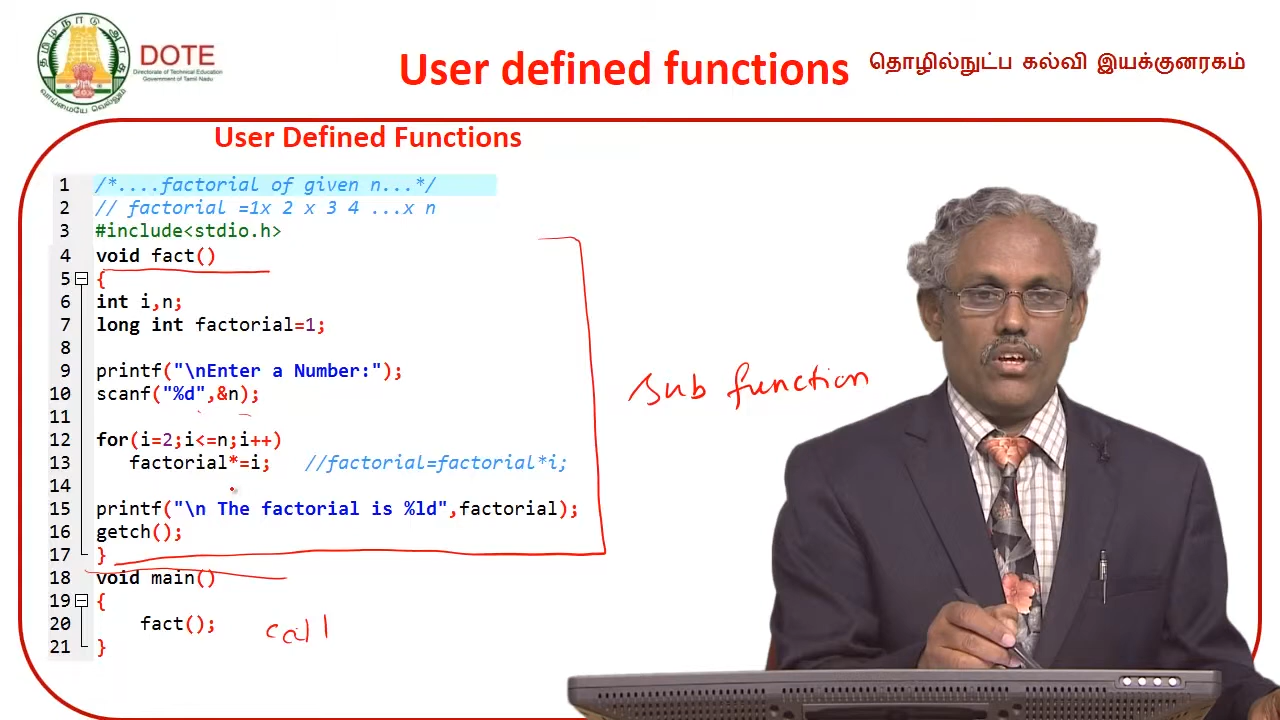 தமிழ் நாடு அரசு
வாய்மையே வெல்லும்
DOTE
Directorate of Technical Education
Government of Tamil Nadu
User defined functions
தொழில்நுட்ப கல்வி இயக்குனரகம்
User Defined Functions
1 /*....factorial of given n...*/
2 // factorial =1x 2 x 3 4 ...x n
3 #include<stdio.h>
4 void fact()
5 {
6 int i,n;
7 long int factorial=1;
8
9 printf("\nEnter a Number:");
10 scanf("%d",&n);
11
12 for(i=2;i<=n;i++)
13 factorial*=i; //factorial=factorial*i;
14
15 printf("\n The factorial is %ld",factorial);
16 getch();
17 }
18 void main()
19 {
20 fact();
21 }
sub function
call